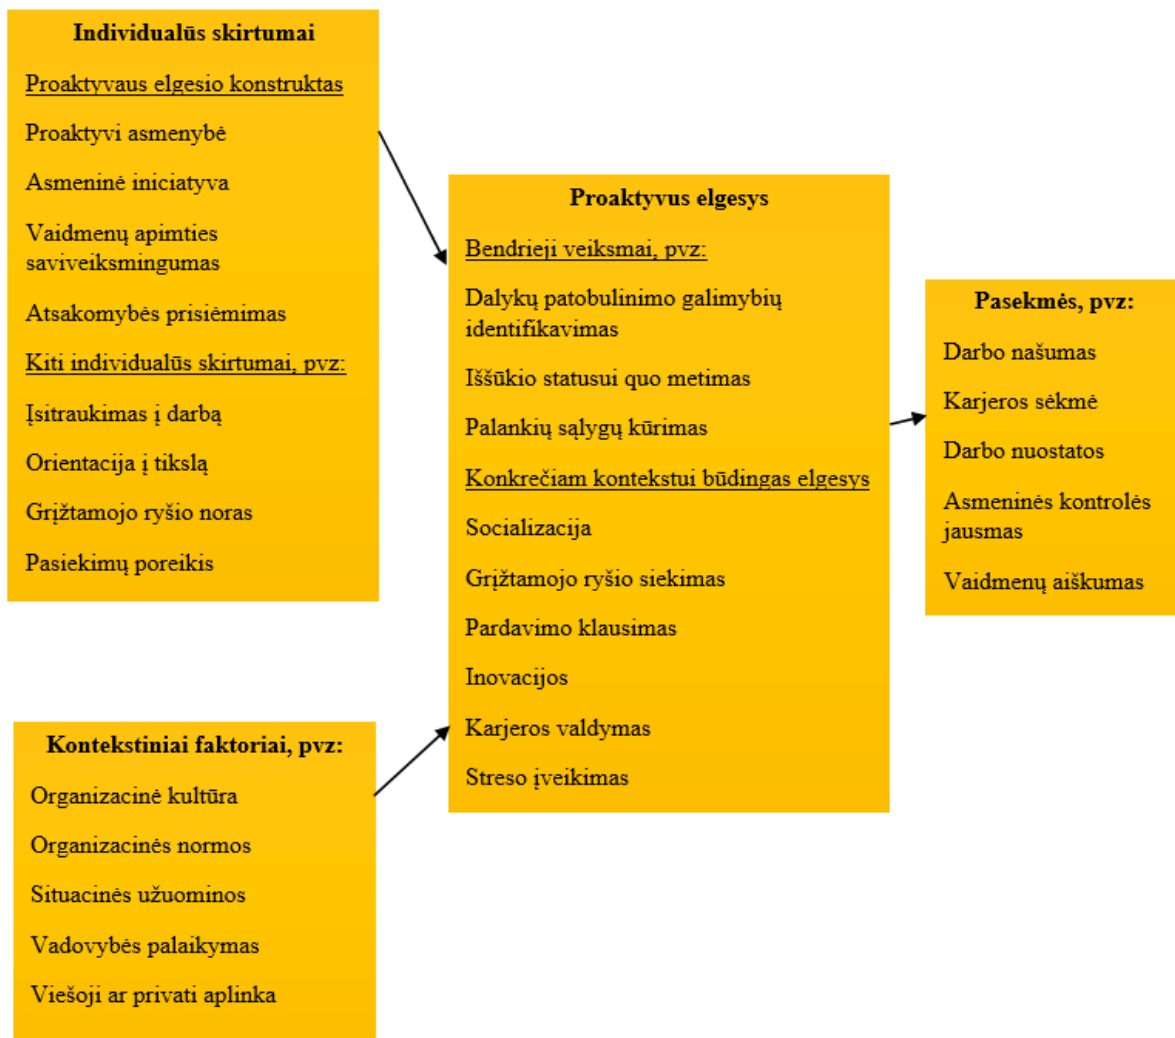 Individualūs skirtumai
Proaktyvaus elgesio konstruktas
Proaktyvi asmenybė
Asmeninė iniciatyva
Vaidmenų apimties
saviveiksmingumas
Atsakomybės prisiėmimas
Kiti individualūs skirtumai, pvz:
Įsitraukimas į darbą
Orientacija į tikslą
Grįžtamojo ryšio noras
Pasiekimų poreikis
Kontekstiniai faktoriai, pvz:
Organizacinė kultūra
Organizacinės normos
Situacinės užuominos
Vadovybės palaikymas
Viešoji ar privati aplinka
Proaktyvus elgesys
Bendrieji veiksmai, pvz:
Dalykų patobulinimo galimybių
identifikavimas
Iššūkio statusui quo metimas
Palankių sąlygų kūrimas
Konkrečiam kontekstui būdingas elgesys
Socializacija
Grįžtamojo ryšio siekimas
Pardavimo klausimas
Inovacijos
Karjeros valdymas
Streso įveikimas
Pasekmės, pvz:
Darbo našumas
Karjeros sėkmė
Darbo nuostatos
Asmeninės kontrolės
jausmas
Vaidmenų aiškumas